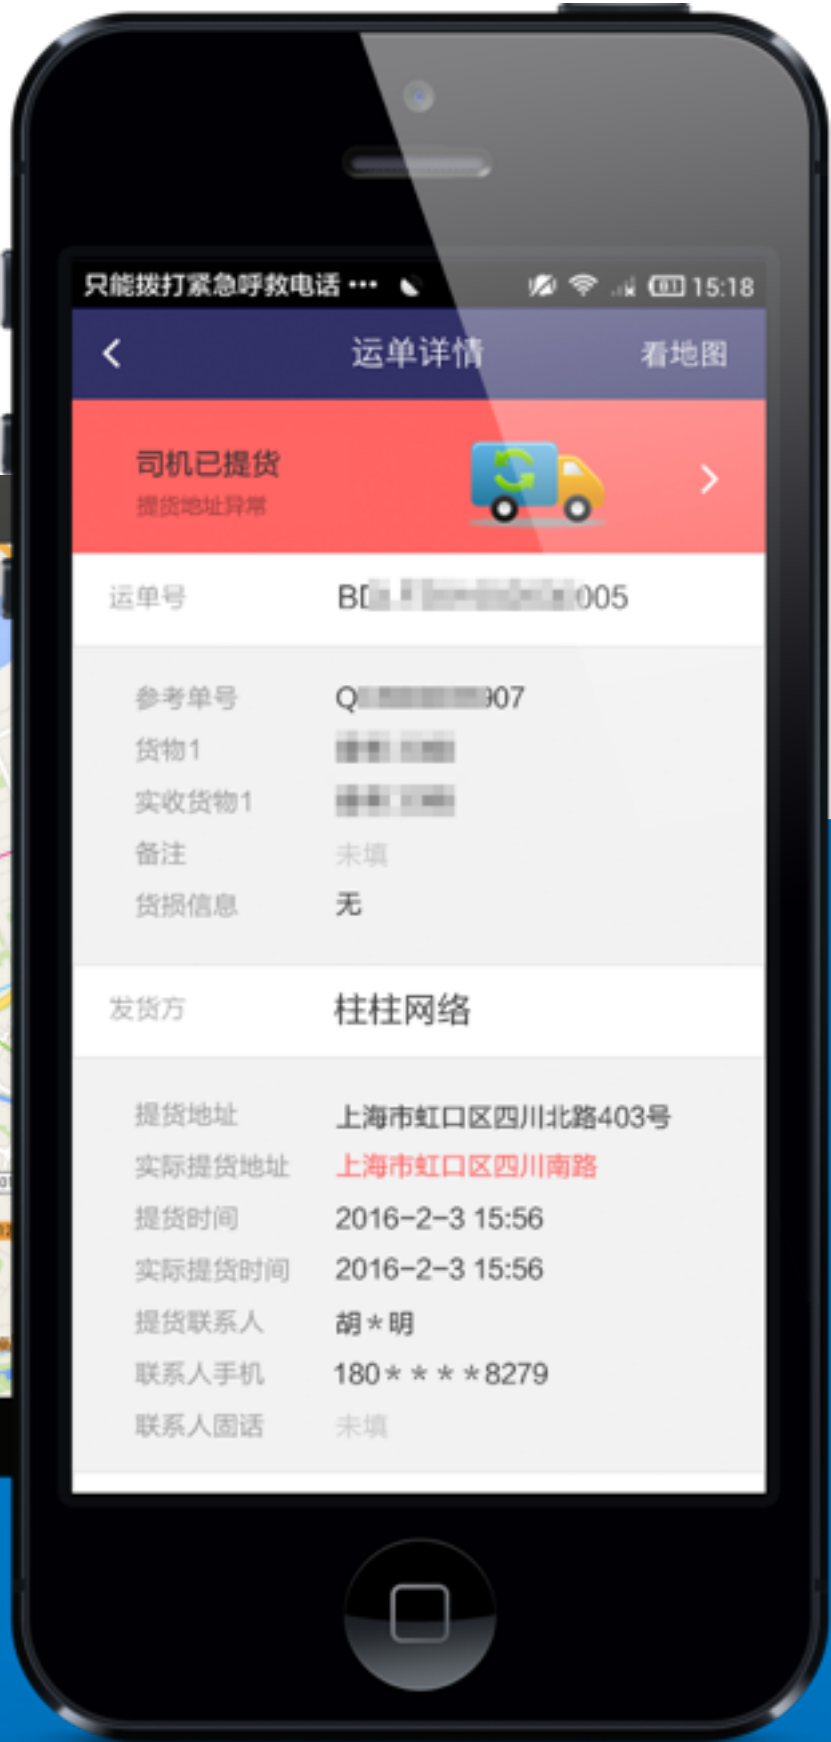 只能拨打紧急呼救电话 ··· 81 15:18
运单详情 看地图
司机已提货
提货地址异常
运单号 BD 005
参考单号 Q 907
货物1
实收货物1
备注 未填
货损信息 无
发货方 柱柱网络
提货地址 上海市虹口区四川北路403号
实际提货地址 上海市虹口区四川南路
提货时间 2016-2-3 15:56
实际提货时间 2016-2-3 15:56
提货联系人 胡*明
联系人手机 180****8279
联系人固话 未填